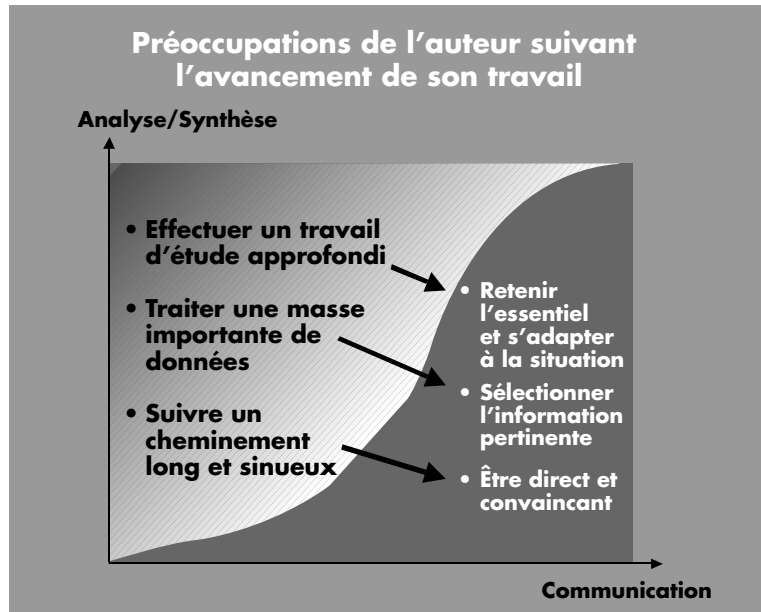 Préoccupations de l'auteur suivant
l'avancement de son travail
Analyse/Synthèse
• Effectuer un travail
d'étude approfondi
• Traiter une masse
importante de
données
• Suivre un
cheminement
long et sinueux
• Retenir
l'essentiel
et s'adapter
à la situation
• Sélectionner
l'information
pertinente
• Être direct et
convaincant
Communication